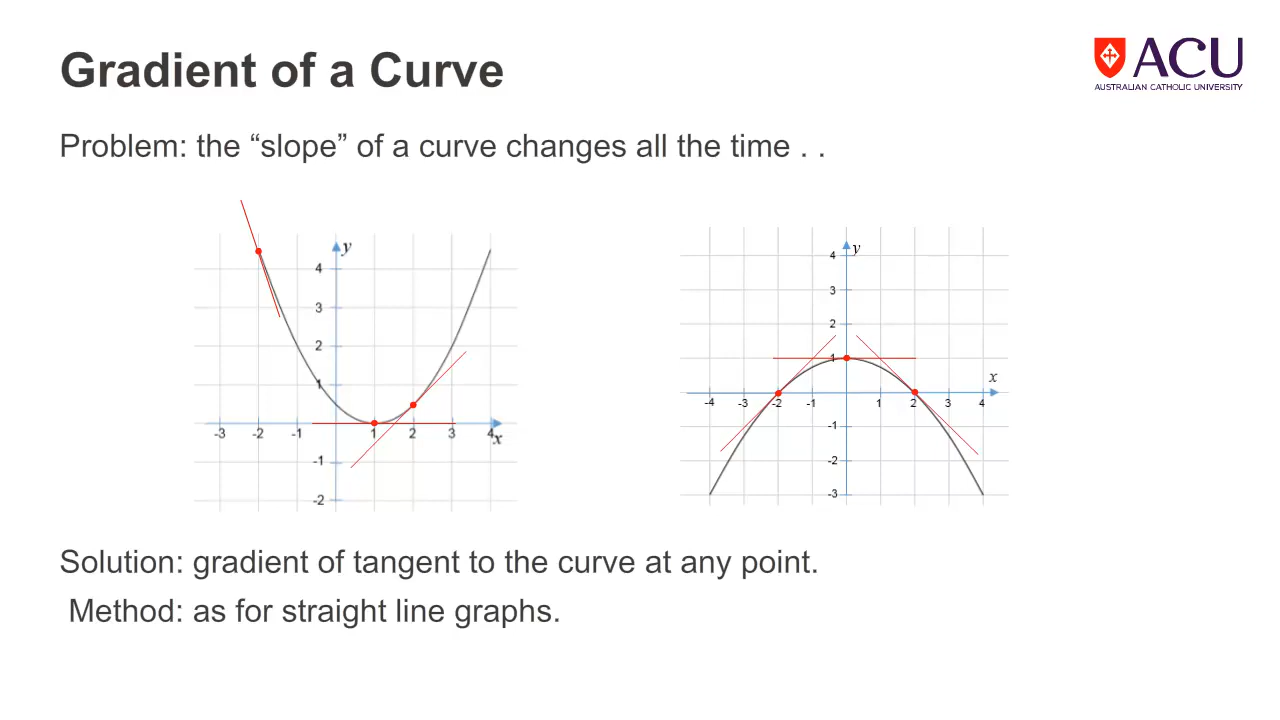 Gradient of a Curve
ACU
AUSTRALIAN CATHOLIC UNIVERSITY
Problem: the “slope” of a curve changes all the time . .
y
4
3
2
1
-3 -2 -1 1 2 3 4 x
-1
-2
y
4
3
2
1
x
-4 -3 -2 -1 1 2 3 4
-1
-2
-3
Solution: gradient of tangent to the curve at any point.
Method: as for straight line graphs.